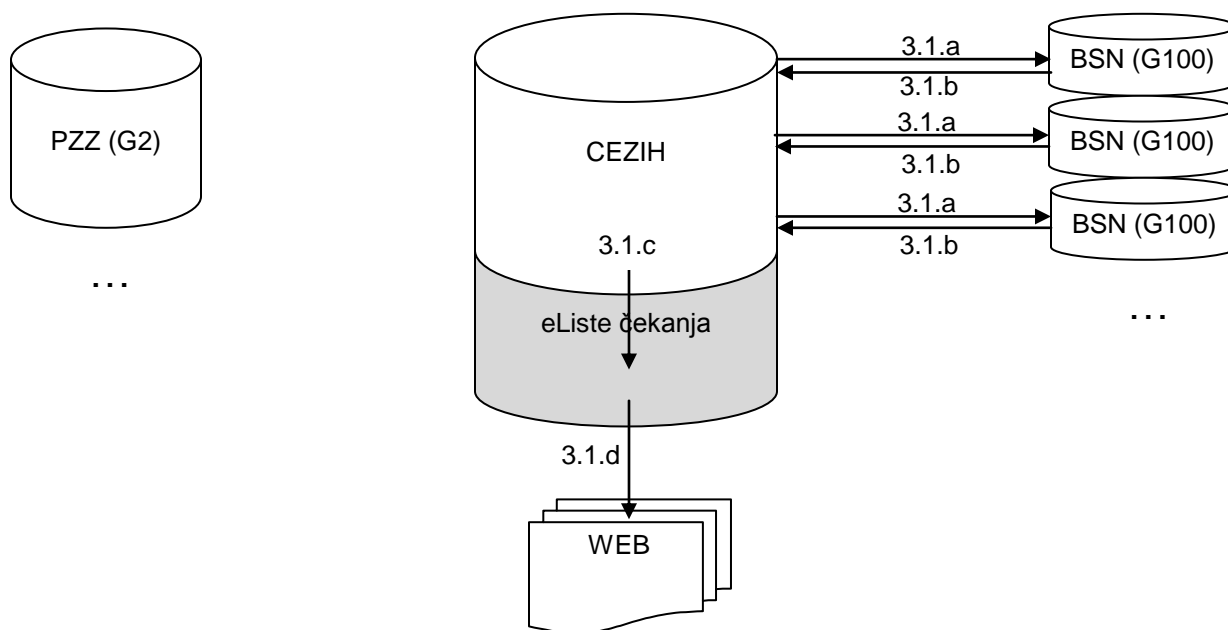 PZZ (G2)
...
CEZIH
3.1.c
eListe čekanja
3.1.d
WEB
3.1.a
3.1.b
BSN (G100)
3.1.a
3.1.b
BSN (G100)
3.1.a
3.1.b
BSN (G100)
...